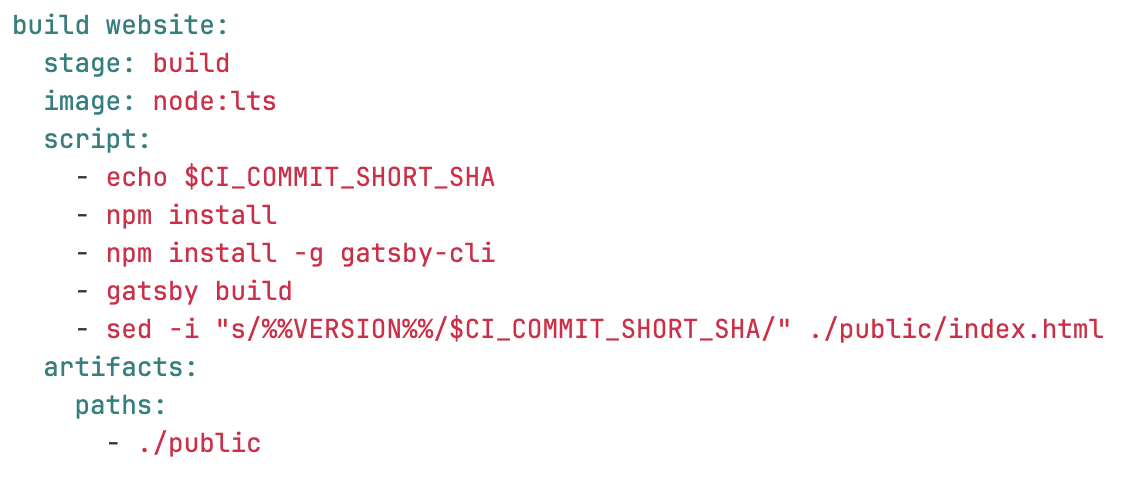 build website:
  stage: build
  image: node:lts
  script:
    - echo $CI_COMMIT_SHORT_SHA
    - npm install
    - npm install -g gatsby-cli
    - gatsby build
    - sed -i "s/%%VERSION%%/$CI_COMMIT_SHORT_SHA/" ./public/index.html
  artifacts:
    paths:
      - ./public